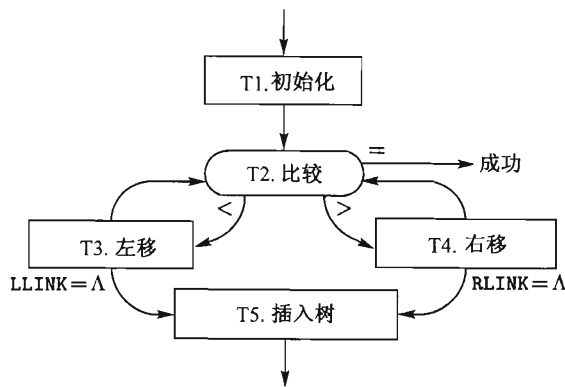 T1.初始化
=
T2. 比较
成功
<
>
T3. 左移
T4. 右移
LLINK=Λ
RLINK=Λ
T5. 插入树